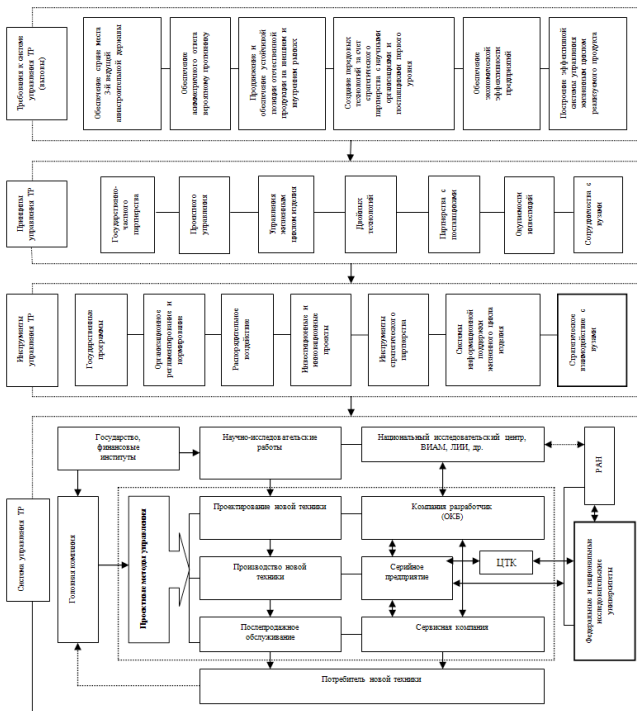 Требования к системе
управления ТР
(вызовы)
Обеспечение стране места
3-й ведущей
авиастроительной державы
Обеспечение
асимметричного ответа
вероятному противнику
Продвижение и
обеспечение устойчивой
позиции отечественной
продукции на внешнем и
внутреннем рынках
Создание передовых
технологий за счет
стратегического
партнерства с научными
организациями и
поставщиками первого
уровня
Обеспечение
экономической
эффективности
предприятий
Построение эффективной
системы управления
жизненным циклом
реализуемого продукта
Принципы
управления ТР
Государственно-
частного
партнерства
Проектного
управления
Управления
жизненным
циклом изделия
Двойных
технологий
Партнерства с
поставщиками
Окупаемости
инвестиций
Сотрудничества с
вузами
Инструменты
управления ТР
Государственные
программы
Организационное
регламентирование и
нормирование
Распорядительное
воздействие
Инвестиционные и
инновационные
проекты
Инструменты
стратегического
партнерства
Системы
информационной
поддержки
жизненного цикла
изделия
Стратегическое
взаимодействие с
вузами
Система управления ТР
Государство,
финансовые
институты
Научно-исследовательские
работы
Национальный исследовательский центр,
ВИАМ, ЛИИ, др.
РАН
Головная компания
Проектные методы управления
Проектирование новой техники
Компания разработчик
(ОКБ)
Производство новой
техники
Серийное
предприятие
ЦТК
Федеральные и национальные
исследовательские
университеты
Послепродажное
обслуживание
Сервисная компания
Потребитель новой техники